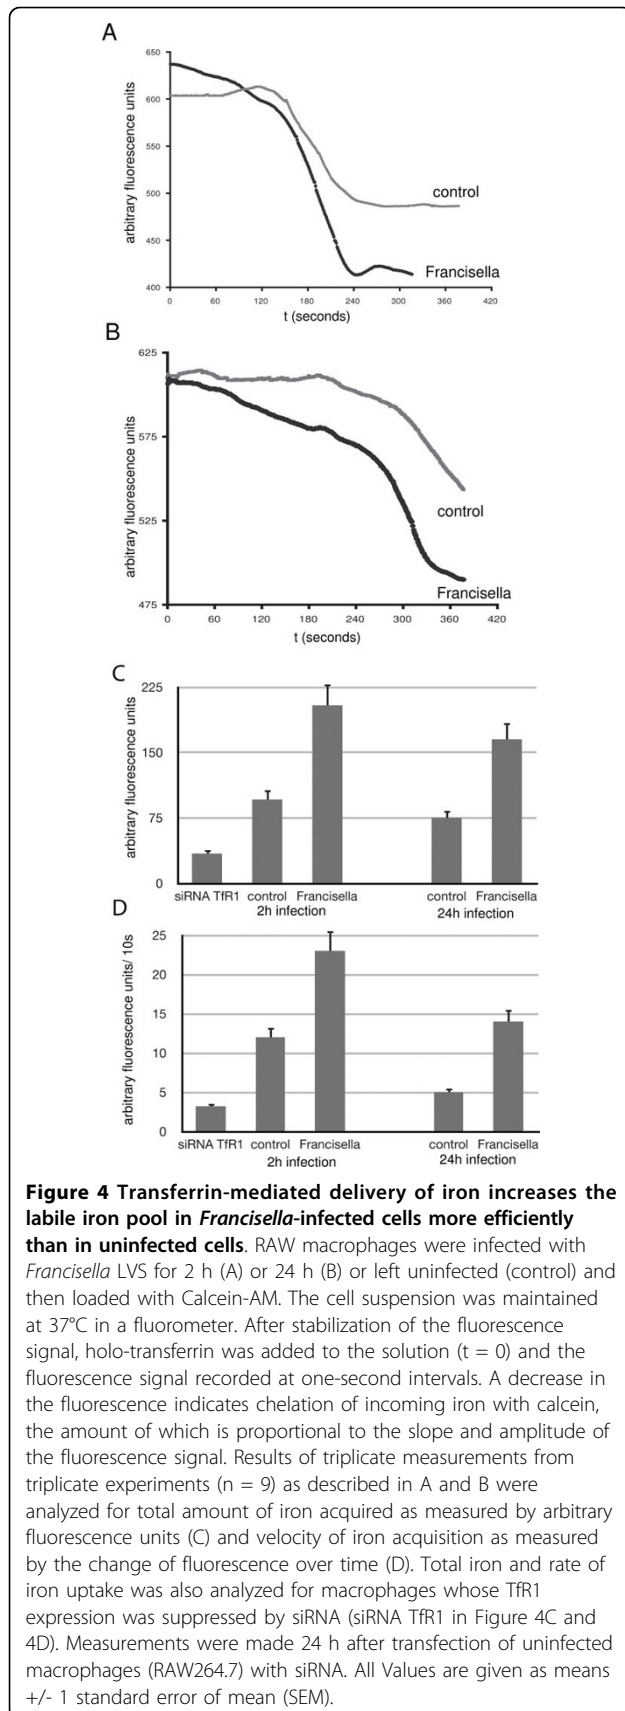 A
650
600
550
500
450
400
arbitrary fluorescence units
control
Francisella
0 60 120 180 240 300 360 420
t (seconds)
B
625
575
525
475
arbitrary fluorescence units
control
Francisella
0 60 120 180 240 300 360 420
t (seconds)
C
225
150
75
0
arbitrary fluorescence units
siRNA TfR1 control Francisella control Francisella
2h infection 24h infection
D
25
20
15
10
5
0
arbitrary fluorescence units/ 10s
siRNA TfR1 control Francisella control Francisella
2h infection 24h infection
Figure 4 Transferrin-mediated delivery of iron increases the
labile iron pool in Francisella-infected cells more efficiently
than in uninfected cells. RAW macrophages were infected with
Francisella LVS for 2 h (A) or 24 h (B) or left uninfected (control) and
then loaded with Calcein-AM. The cell suspension was maintained
at 37°C in a fluorometer. After stabilization of the fluorescence
signal, holo-transferrin was added to the solution (t = 0) and the
fluorescence signal recorded at one-second intervals. A decrease in
the fluorescence indicates chelation of incoming iron with calcein,
the amount of which is proportional to the slope and amplitude of
the fluorescence signal. Results of triplicate measurements from
triplicate experiments (n = 9) as described in A and B were
analyzed for total amount of iron acquired as measured by arbitrary
fluorescence units (C) and velocity of iron acquisition as measured
by the change of fluorescence over time (D). Total iron and rate of
iron uptake was also analyzed for macrophages whose TfR1
expression was suppressed by siRNA (siRNA TfR1 in Figure 4C and
4D). Measurements were made 24 h after transfection of uninfected
macrophages (RAW264.7) with siRNA. All Values are given as means
+/- 1 standard error of mean (SEM).